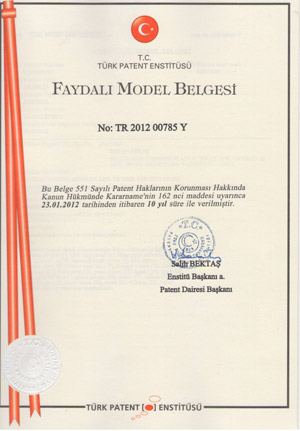 T.C.
TÜRK PATENT ENSTİTÜSÜ
FAYDALI MODEL BELGESİ
No: TR 2012 00785 Y
Bu Belge 551 Sayılı Patent Haklarının Korunması Hakkında
Kanun Hükmünde Kararname'nin 162 nci maddesi uyarınca
23.01.2012 tarihinden itibaren 10 yıl süre ile verilmiştir.
T.C.
Salih BEKTAŞ
Enstitü Başkanı a.
Patent Dairesi Başkanı
TÜRK PATENT ENSTİTÜSÜ